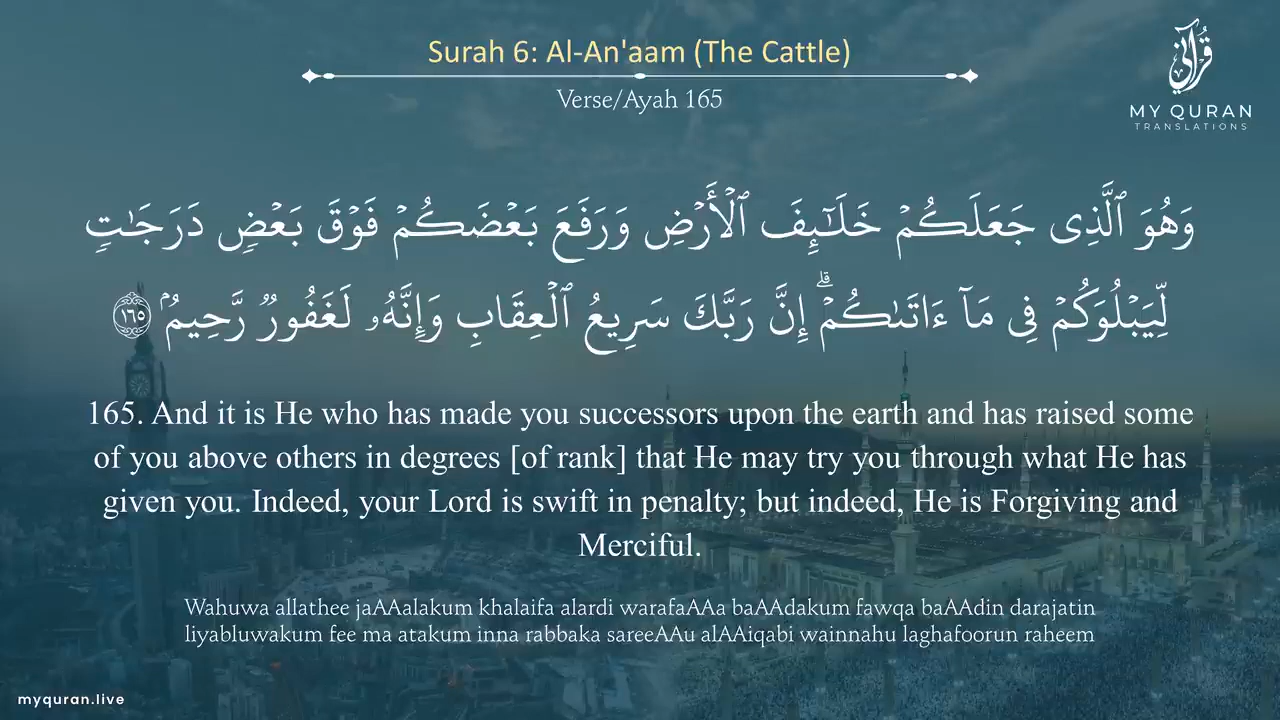 Surah 6: Al-An'aam (The Cattle)
Verse/Ayah 165
قُرْآنِي
MY QURAN
TRANSLATIONS
وَهُوَ ٱلَّذِى جَعَلَكُمْ خَلَـٰٓئِفَ ٱلْأَرْضِ وَرَفَعَ بَعْضَكُمْ فَوْقَ بَعْضٍ دَرَجَـٰتٍ
لِّيَبْلُوَكُمْ فِى مَآ ءَاتَىٰكُمْ ۗ إِنَّ رَبَّكَ سَرِيعُ ٱلْعِقَابِ وَإِنَّهُۥ لَغَفُورٌ رَّحِيمٌۢ ١٦٥
165. And it is He who has made you successors upon the earth and has raised some
of you above others in degrees [of rank] that He may try you through what He has
given you. Indeed, your Lord is swift in penalty; but indeed, He is Forgiving and
Merciful.
Wahuwa allathee jaAAalakum khalaifa alardi warafaAAa baAAdakum fawqa baAAdin darajatin
liyabluwakum fee ma atakum inna rabbaka sareeAAu alAAiqabi wainnahu laghafoorun raheem
myquran.live